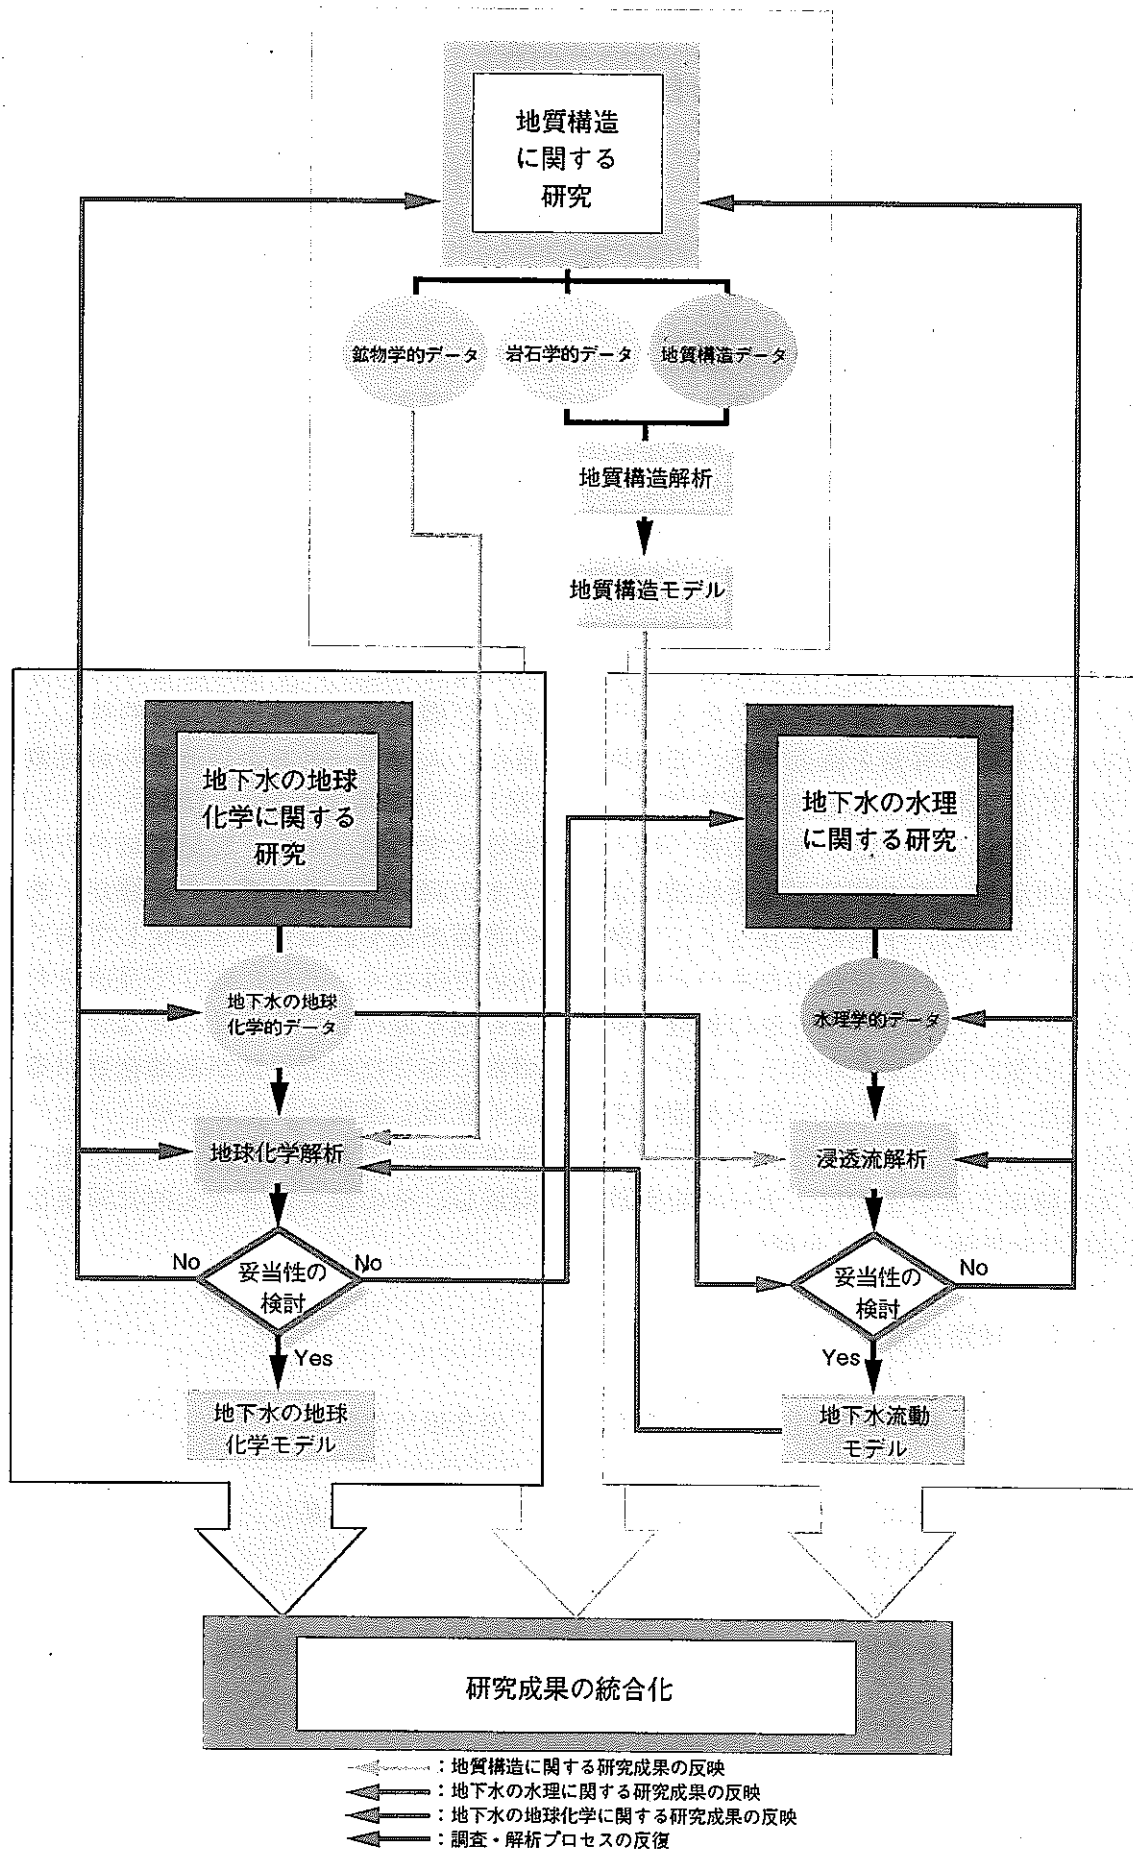 地質構造
に関する
研究
鉱物学的データ
岩石学的データ
地質構造データ
地質構造解析
地質構造モデル
地下水の地球
化学に関する
研究
地下水の水理
に関する研究
地下水の地球
化学的データ
水理学的データ
地球化学解析
浸透流解析
No
妥当性の
検討
No
妥当性の
検討
No
Yes
Yes
地下水の地球
化学モデル
地下水流動
モデル
研究成果の統合化
：地質構造に関する研究成果の反映
：地下水の水理に関する研究成果の反映
：地下水の地球化学に関する研究成果の反映
：調査・解析プロセスの反復